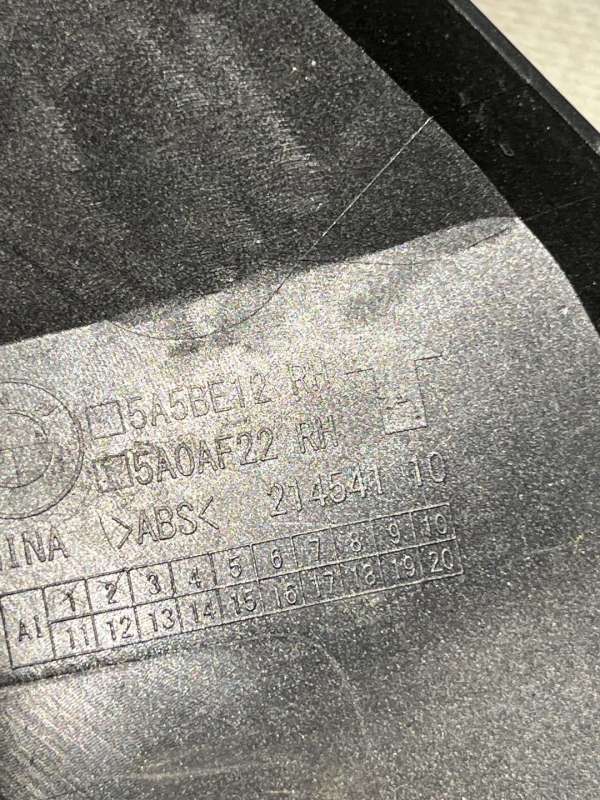 5A5BE12 RH
5A0AF22 RH
INA >ABS< 214541 10
A1 1 2 3 4 5 6 7 8 9 10
11 12 13 14 15 16 17 18 19 20